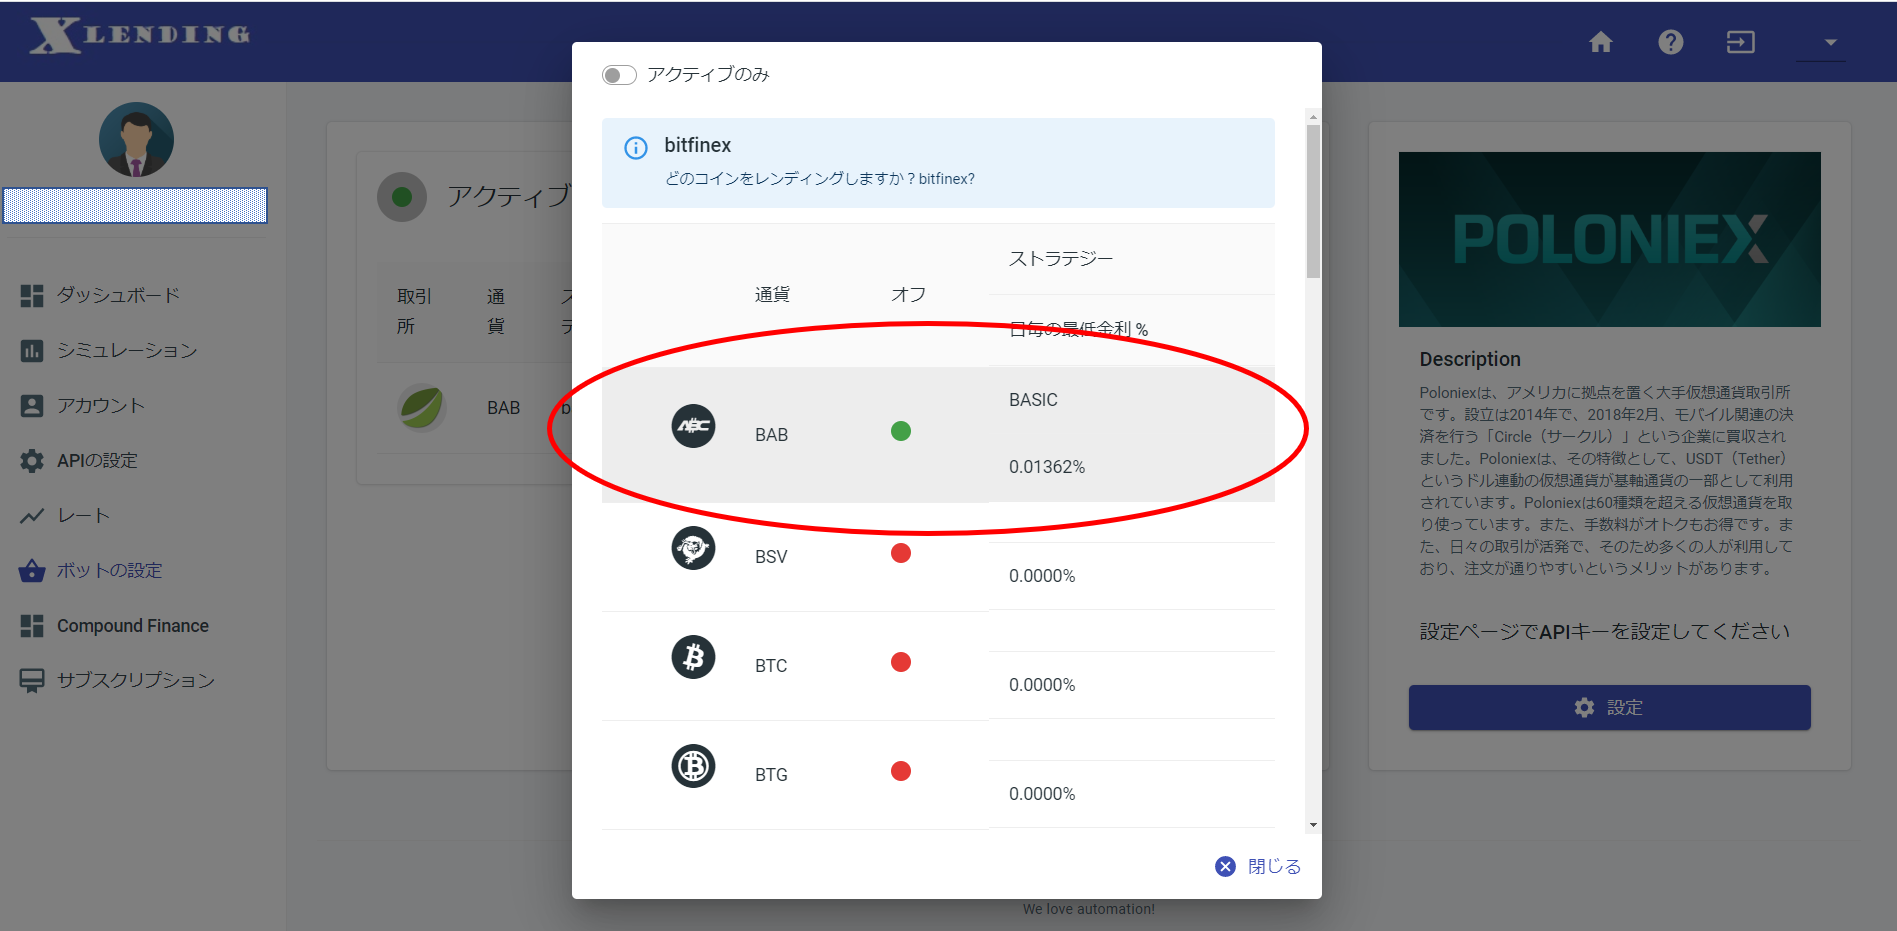 XLENDING
ダッシュボード
シミュレーション
アカウント
APIの設定
レート
ボットの設定
Compound Finance
サブスクリプション
アクティブ
取引
所
通
貨
BAB
アクティブのみ
bitfinex
どのコインをレンディングしますか？bitfinex?
通貨
オフ
ストラテジー
日毎の最低金利 %
ABC
BAB
BASIC
0.01362%
BSV
0.0000%
BTC
0.0000%
BTG
0.0000%
閉じる
We love automation!
POLONIEX
Description
Poloniexは、アメリカに拠点を置く大手仮想通貨取引所
です。設立は2014年で、2018年2月、モバイル関連の決
済を行う「Circle（サークル）」という企業に買収され
ました。Poloniexは、その特徴として、USDT（Tether）
というドル連動の仮想通貨が基軸通貨の一部として利用
されています。Poloniexは60種類を超える仮想通貨を取
り使っています。また、手数料がオトクもお得です。ま
た、日々の取引が活発で、そのため多くの人が利用して
おり、注文が通りやすいというメリットがあります。
設定ページでAPIキーを設定してください
設定